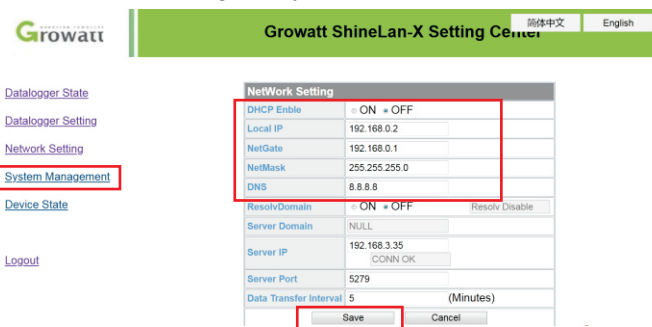 Growatt
Growatt ShineLan-X Setting Center
简体中文 English
Datalogger State
Datalogger Setting
Network Setting
System Management
Device State
Logout
NetWork Setting
DHCP Enble ON OFF
Local IP 192.168.0.2
NetGate 192.168.0.1
NetMask 255.255.255.0
DNS 8.8.8.8
ResolvDomain ON OFF Resolv Disable
Server Domain NULL
Server IP 192.168.3.35
CONN OK
Server Port 5279
Data Transfer Interval 5 (Minutes)
Save Cancel